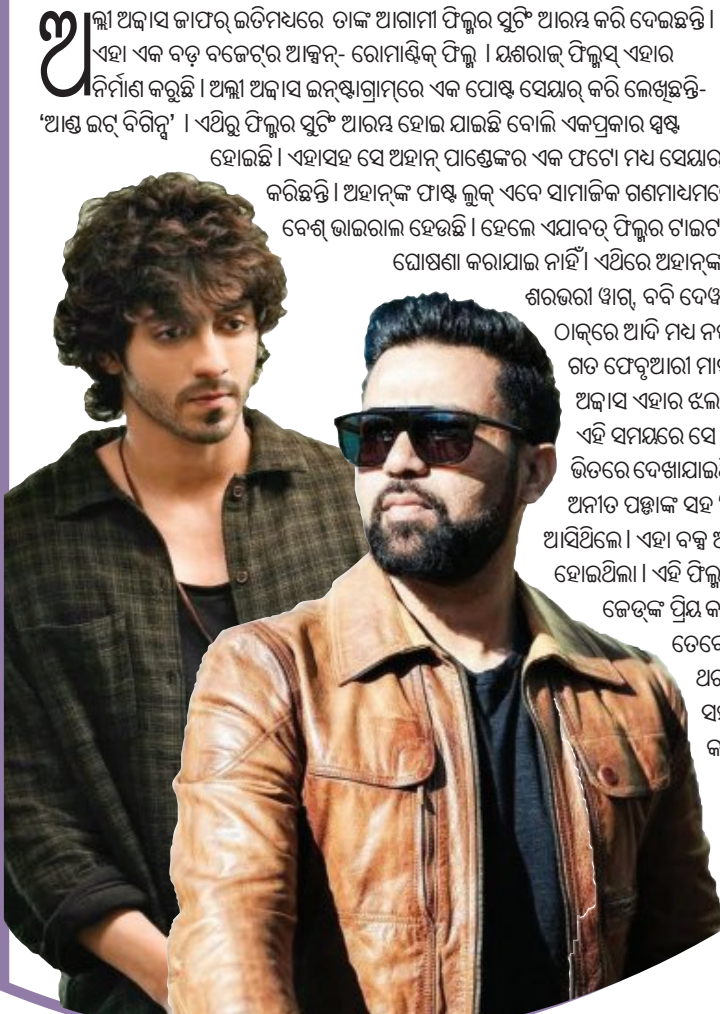 ଅଲ୍ଲୀ ଅବ୍ବାସ ଜାଫର୍ ଇତିମଧ୍ୟରେ ତାଙ୍କ ଆଗାମୀ ଫିଲ୍ମର ସୁଟିଂ ଆରମ୍ଭ କରି ଦେଇଛନ୍ତି ।
ଏହା ଏକ ବଡ଼ ବଜେଟ୍‌ର ଆକ୍ସନ୍- ରୋମାଣ୍ଟିକ୍ ଫିଲ୍ମ । ୟଶରାଜ୍ ଫିଲ୍ମସ୍ ଏହାର
ନିର୍ମାଣ କରୁଛି । ଅଲ୍ଲୀ ଅବ୍ବାସ ଇନ୍‌ଷ୍ଟାଗ୍ରାମ୍‌ରେ ଏକ ପୋଷ୍ଟ ସେୟାର୍ କରି ଲେଖିଛନ୍ତି-
‘ଆଣ୍ଡ ଇଟ୍ ବିଗିନ୍ସ’ । ଏଥିରୁ ଫିଲ୍ମର ସୁଟିଂ ଆରମ୍ଭ ହୋଇ ଯାଇଛି ବୋଲି ଏକପ୍ରକାର ସ୍ପଷ୍ଟ
ହୋଇଛି । ଏହାସହ ସେ ଅହାନ୍ ପାଣ୍ଡେଙ୍କର ଏକ ଫଟୋ ମଧ୍ୟ ସେୟାର୍
କରିଛନ୍ତି । ଅହାନ୍‌ଙ୍କ ଫାଷ୍ଟ ଲୁକ୍ ଏବେ ସାମାଜିକ ଗଣମାଧ୍ୟମରେ
ବେଶ୍ ଭାଇରାଲ ହେଉଛି । ହେଲେ ଏଯାବତ୍ ଫିଲ୍ମର ଟାଇଟ
ଘୋଷଣା କରାଯାଇ ନାହିଁ । ଏଥିରେ ଅହାନ୍‌ଙ୍କ
ଶରଭରୀ ୱାଗ୍, ବବି ଦେଓ
ଠାକ୍‌ରେ ଆଦି ମଧ୍ୟ
ଗତ ଫେବୃଆରୀ
ଅବ୍ବାସ ଏହାର ଝଲ
ଏହି ସମୟରେ ସେ
ଭିତରେ ଦେଖାଯାଇଥ
ଅନୀତ ପଡ୍ଡାଙ୍କ ସହ
ଆସିଥିଲେ । ଏହା ବକ୍ସ
ହୋଇଥିଲା । ଏହି ଫିଲ୍ମ
ଜେଡ୍‌ଙ୍କ ପ୍ରିୟ